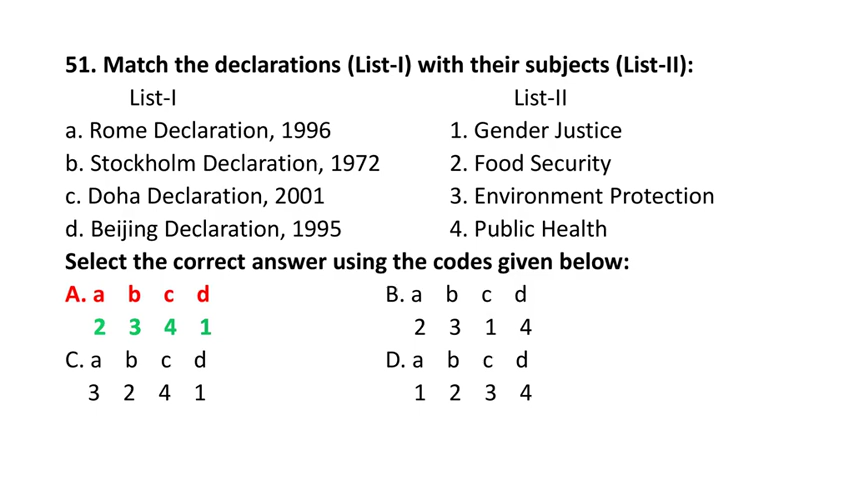 51. Match the declarations (List-I) with their subjects (List-II):
List-I List-II
a. Rome Declaration, 1996 1. Gender Justice
b. Stockholm Declaration, 1972 2. Food Security
c. Doha Declaration, 2001 3. Environment Protection
d. Beijing Declaration, 1995 4. Public Health
Select the correct answer using the codes given below:
A. a b c d B. a b c d
2 3 4 1 2 3 1 4
C. a b c d D. a b c d
3 2 4 1 1 2 3 4